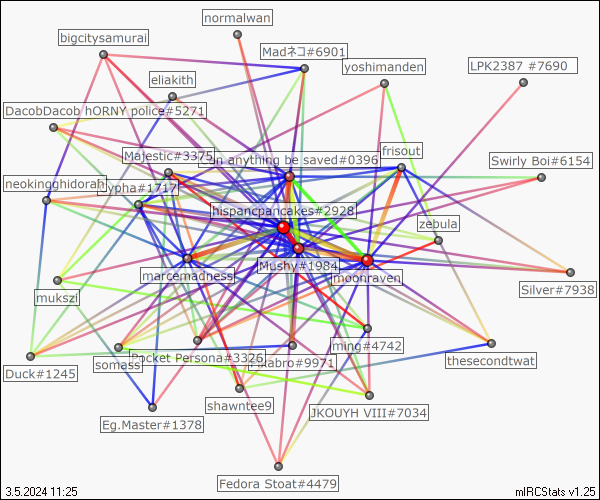 normalwan
bigcitysamurai
Madネコ#6901
yoshimanden
LPK2387 #7690
eliakith
DacobDacob hORNY police#5271
frisout
Majestic#3375
an anything be saved#0396
Swirly Boi#6154
neokingghidorah
hypha#1717
hispancpancakes#2928
zebula
Mushy#1984
marcemadness
moonraven
mukszi
Silver#7938
ming#4742
Packet Persona#3326
#9971
thesecondtwat
somass
Duck#1245
shawntee9
JKOUYH VIII#7034
Eg.Master#1378
Fedora Stoat#4479
3.5.2024 11:25
mIRCStats v1.25